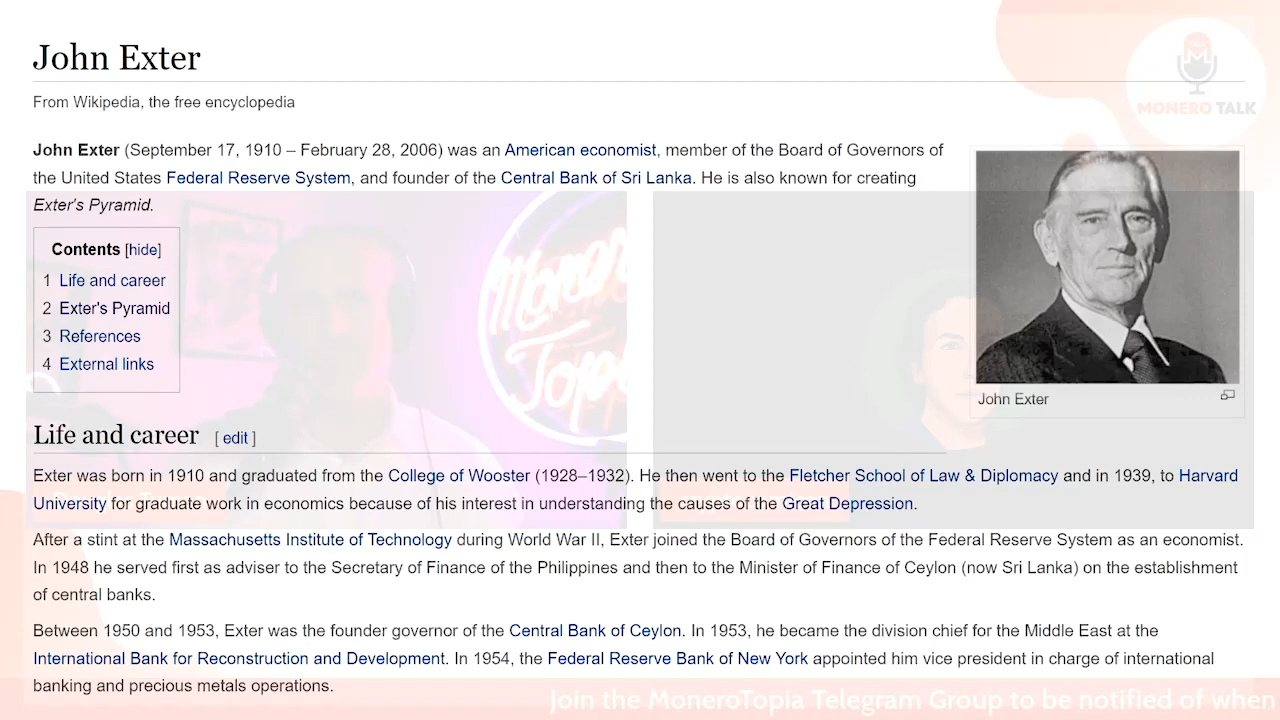 John Exter
From Wikipedia, the free encyclopedia
MONERO TALK
John Exter (September 17, 1910 – February 28, 2006) was an American economist, member of the Board of Governors of
the United States Federal Reserve System, and founder of the Central Bank of Sri Lanka. He is also known for creating
Exter's Pyramid.
Contents [hide]
1 Life and career
2 Exter's Pyramid
3 References
4 External links
John Exter
Life and career [ edit ]
Exter was born in 1910 and graduated from the College of Wooster (1928–1932). He then went to the Fletcher School of Law & Diplomacy and in 1939, to Harvard
University for graduate work in economics because of his interest in understanding the causes of the Great Depression.
After a stint at the Massachusetts Institute of Technology during World War II, Exter joined the Board of Governors of the Federal Reserve System as an economist.
In 1948 he served first as adviser to the Secretary of Finance of the Philippines and then to the Minister of Finance of Ceylon (now Sri Lanka) on the establishment
of central banks.
Between 1950 and 1953, Exter was the founder governor of the Central Bank of Ceylon. In 1953, he became the division chief for the Middle East at the
International Bank for Reconstruction and Development. In 1954, the Federal Reserve Bank of New York appointed him vice president in charge of international
banking and precious metals operations.
Join the MoneroTopia Telegram Group to be notified of when